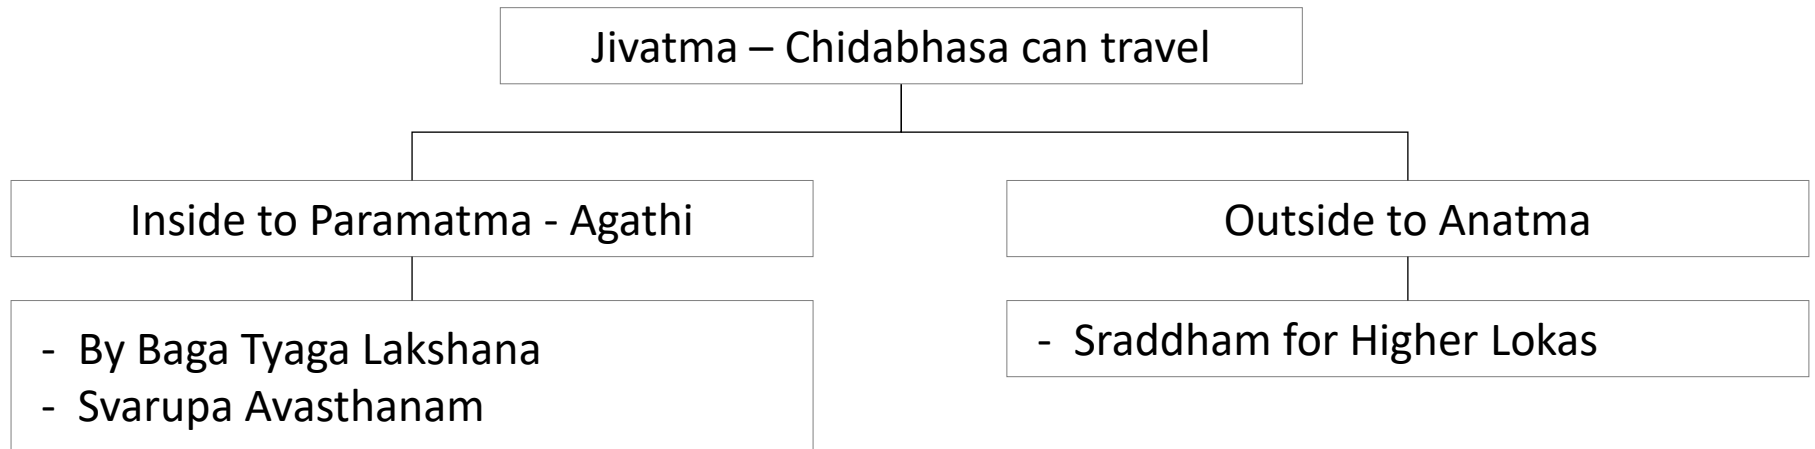 Jivatma – Chidabhasa can travel
Inside to Paramatma - Agathi
Outside to Anatma
- By Baga Tyaga Lakshana
- Svarupa Avasthanam
- Sraddham for Higher Lokas